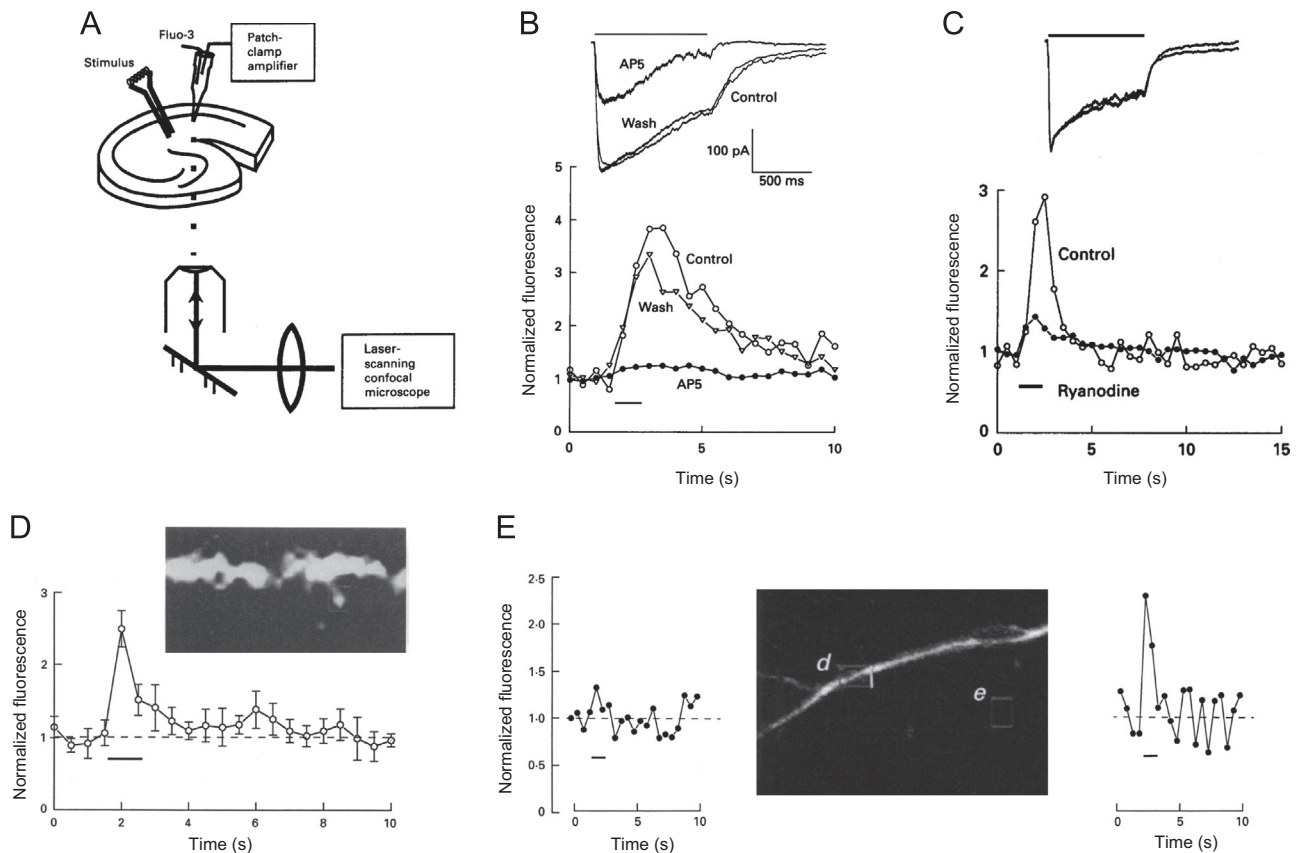 A
Fluo-3
Patch-
clamp
amplifier
Stimulus
Laser-
scanning
confocal
microscope
B
AP5
Control
Wash
100 pA
500 ms
Normalized fluorescence
5
4
3
2
1
0
Control
Wash
AP5
0
5
10
Time (s)
C
Normalized fluorescence
3
2
1
0
Control
Ryanodine
0
5
10
15
Time (s)
D
Normalized fluorescence
3
2
1
0
0
2
4
6
8
10
Time (s)
E
Normalized fluorescence
2·5
2·0
1·5
1·0
0·5
0
0
5
10
Time (s)
d
e
0
5
10
Time (s)